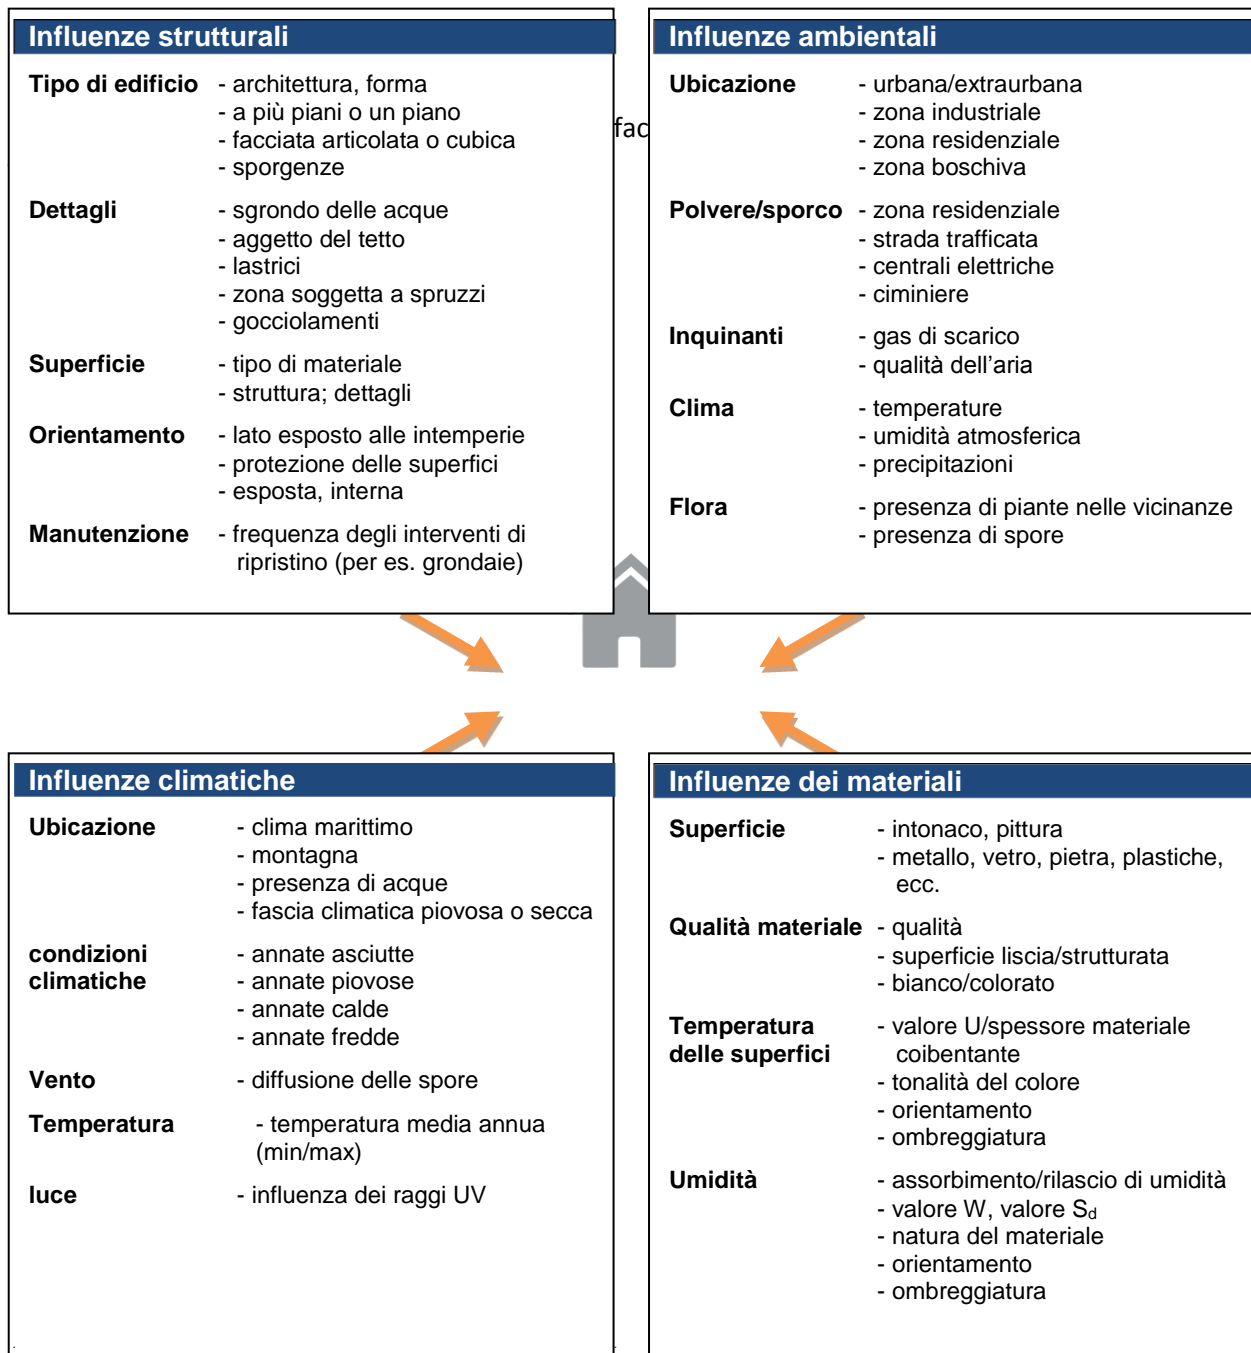 Influenze strutturali
Tipo di edificio - architettura, forma
- a più piani o un piano
- facciata articolata o cubica
- sporgenze
Dettagli - sgrondo delle acque
- aggetto del tetto
- lastrici
- zona soggetta a spruzzi
- gocciolamenti
Superficie - tipo di materiale
- struttura; dettagli
Orientamento - lato esposto alle intemperie
- protezione delle superfici
- esposta, interna
Manutenzione - frequenza degli interventi di
ripristino (per es. grondaie)
fac
Influenze ambientali
Ubicazione - urbana/extraurbana
- zona industriale
- zona residenziale
- zona boschiva
Polvere/sporco - zona residenziale
- strada trafficata
- centrali elettriche
- ciminiere
Inquinanti - gas di scarico
- qualità dell'aria
Clima - temperature
- umidità atmosferica
- precipitazioni
Flora - presenza di piante nelle vicinanze
- presenza di spore
Influenze climatiche
Ubicazione - clima marittimo
- montagna
- presenza di acque
- fascia climatica piovosa o secca
condizioni - annate asciutte
climatiche - annate piovose
- annate calde
- annate fredde
Vento - diffusione delle spore
Temperatura - temperatura media annua
(min/max)
luce - influenza dei raggi UV
Influenze dei materiali
Superficie - intonaco, pittura
- metallo, vetro, pietra, plastiche,
ecc.
Qualità materiale - qualità
- superficie liscia/strutturata
- bianco/colorato
Temperatura - valore U/spessore materiale
delle superfici coibentante
- tonalità del colore
- orientamento
- ombreggiatura
Umidità - assorbimento/rilascio di umidità
- valore W, valore Sd
- natura del materiale
- orientamento
- ombreggiatura